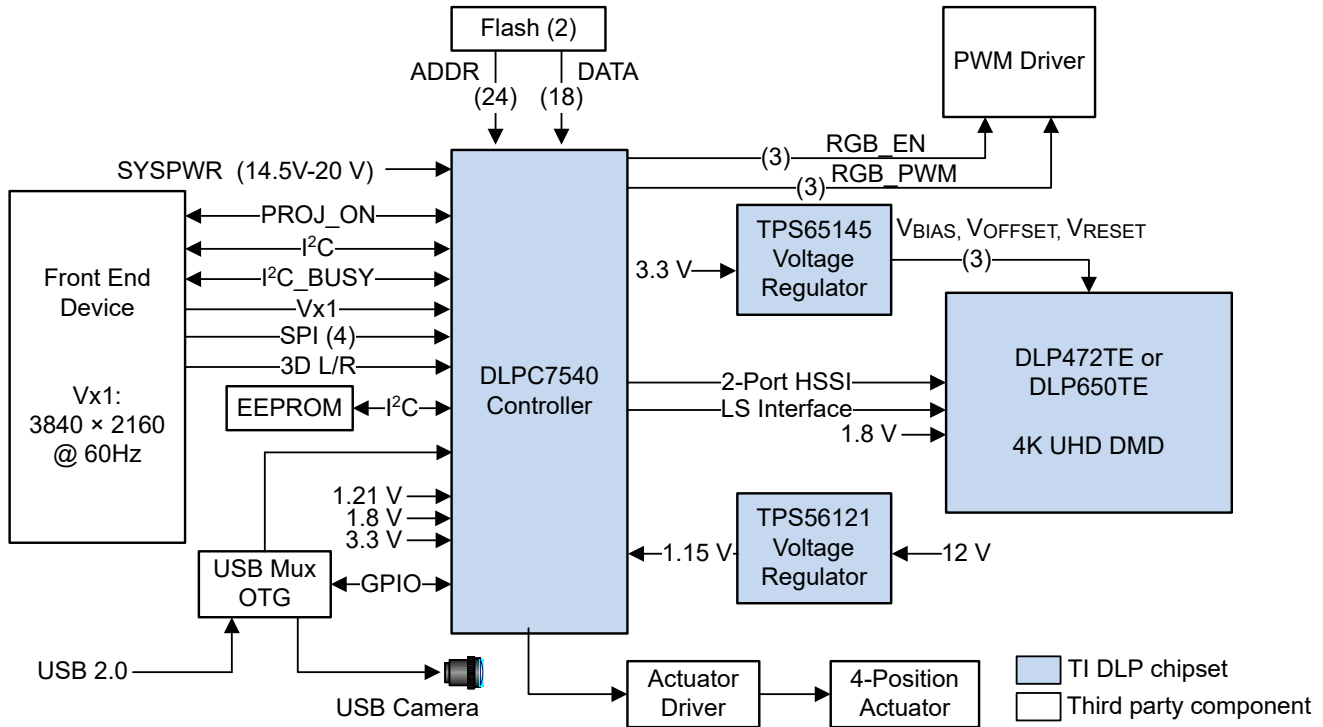 Flash (2)
ADDR
DATA
(24)
(18)
PWM Driver
RGB_EN
(3)
RGB_PWM
(3)
SYSPWR (14.5V-20 V)
Front End
Device
Vx1:
3840 × 2160
@ 60Hz
PROJ_ON
I²C
I²C_BUSY
Vx1
SPI (4)
3D L/R
EEPROM
I²C
1.21 V
1.8 V
3.3 V
USB Mux
OTG
GPIO
USB 2.0
USB Camera
DLPC7540
Controller
TPS65145
Voltage
Regulator
3.3 V
VBIAS, VOFFSET, VRESET
(3)
2-Port HSSI
LS Interface
1.8 V
DLP472TE or
DLP650TE
4K UHD DMD
TPS56121
Voltage
Regulator
1.15 V
12 V
Actuator
Driver
4-Position
Actuator
TI DLP chipset
Third party component